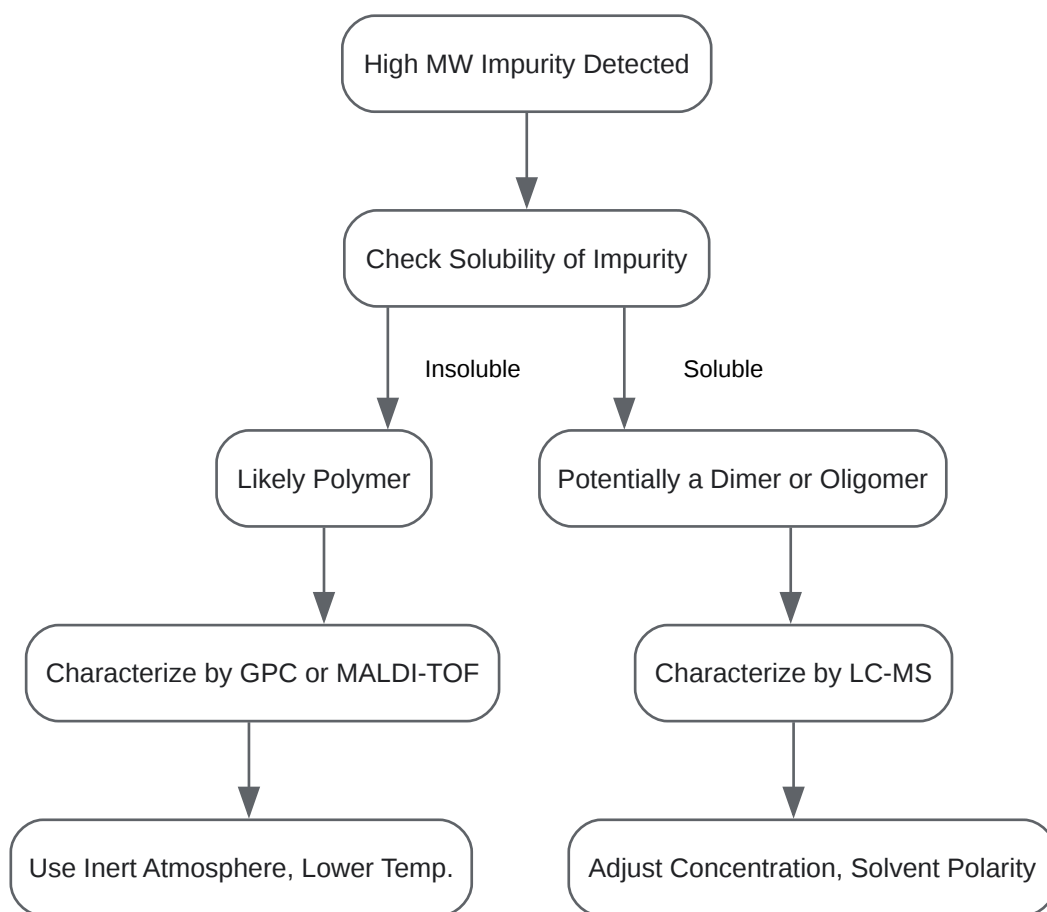 High MW Impurity Detected
Check Solubility of Impurity
Insoluble
Soluble
Likely Polymer
Potentially a Dimer or Oligomer
Characterize by GPC or MALDI-TOF
Characterize by LC-MS
Use Inert Atmosphere, Lower Temp.
Adjust Concentration, Solvent Polarity